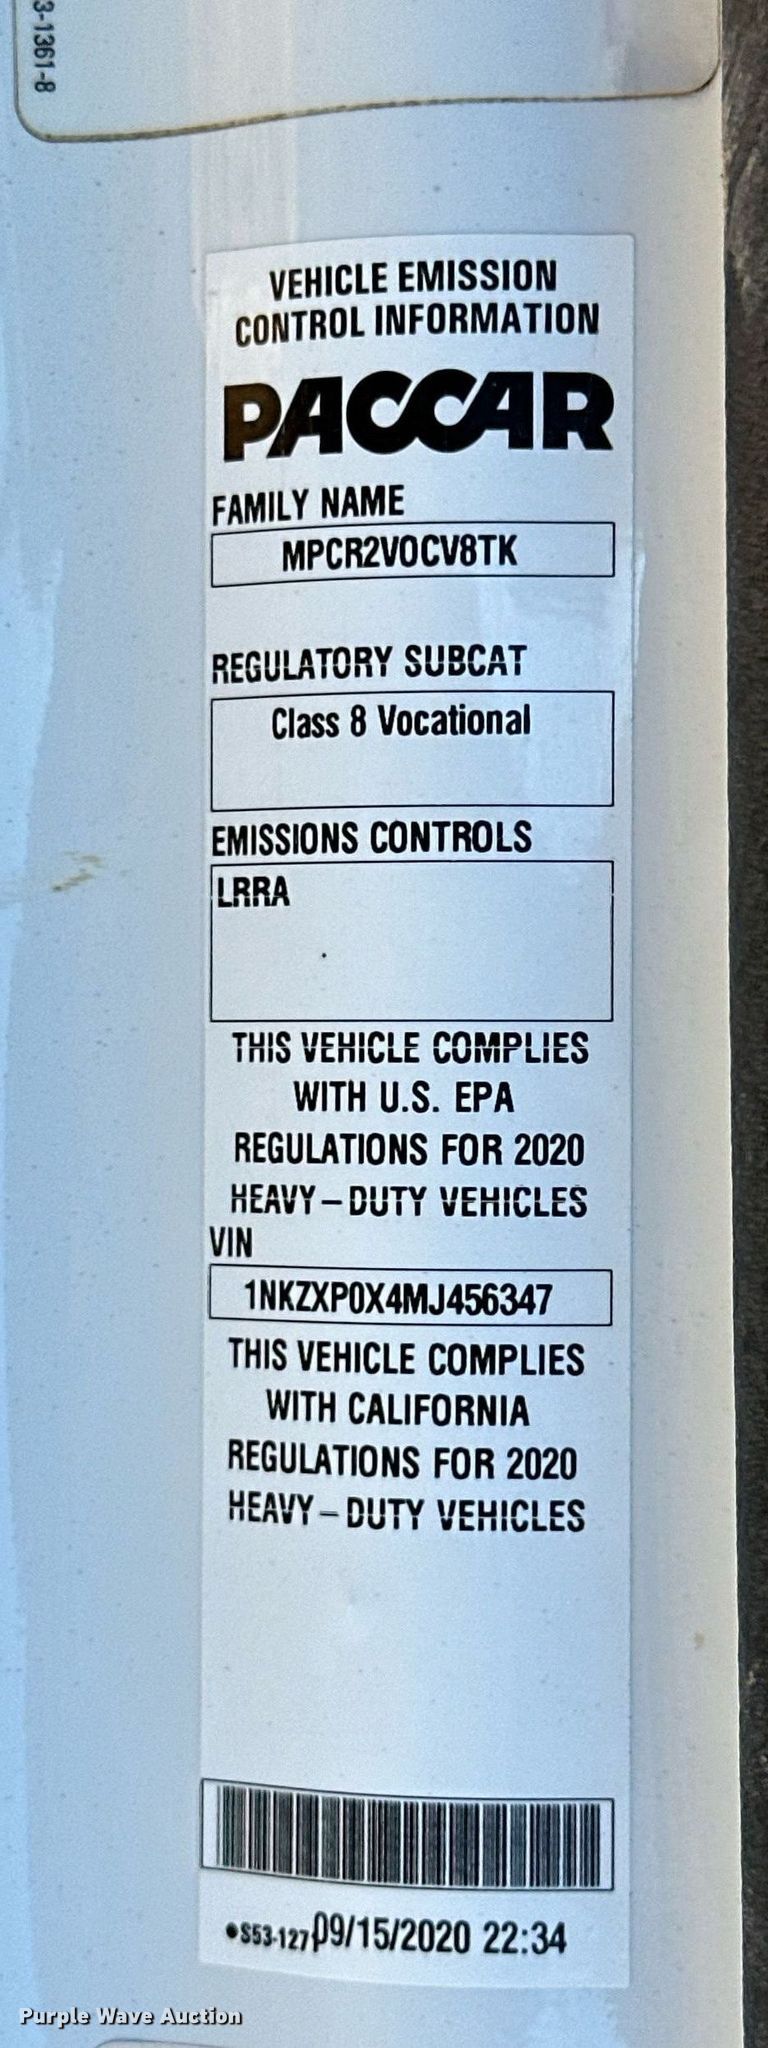 3-1361-8
VEHICLE EMISSION
CONTROL INFORMATION
PACCAR
FAMILY NAME
MPCR2VOCV8TK
REGULATORY SUBCAT
Class 8 Vocational
EMISSIONS CONTROLS
LRRA
THIS VEHICLE COMPLIES
WITH U.S. EPA
REGULATIONS FOR 2020
HEAVY-DUTY VEHICLES
VIN
1NKZXP0X4MJ456347
THIS VEHICLE COMPLIES
WITH CALIFORNIA
REGULATIONS FOR 2020
HEAVY-DUTY VEHICLES
•S53-127 09/15/2020 22:34
Purple Wave Auction